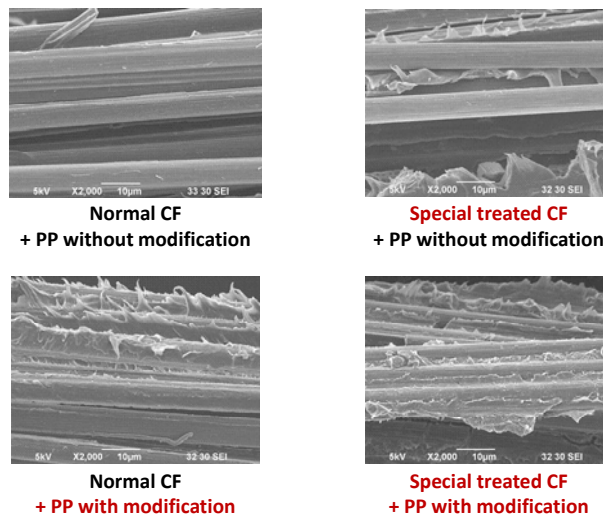 5kV X2,000 10µm 33 30 SEI
Normal CF
+ PP without modification
5kV X2,000 10µm 32 30 SEI
Special treated CF
+ PP without modification
5kV X2,000 10µm 32 30 SEI
Normal CF
+ PP with modification
5kV X2,000 10µm 32 30 SEI
Special treated CF
+ PP with modification